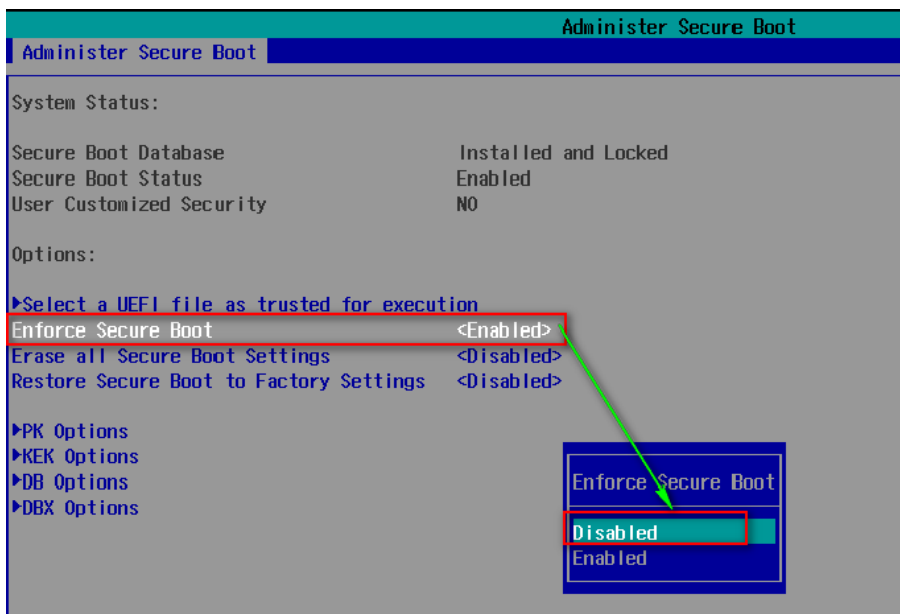 Administer Secure Boot
Administer Secure Boot
System Status:
Secure Boot Database Installed and Locked
Secure Boot Status Enabled
User Customized Security NO
Options:
▶Select a UEFI file as trusted for execution
Enforce Secure Boot <Enabled>
Erase all Secure Boot Settings <Disabled>
Restore Secure Boot to Factory Settings <Disabled>
▶PK Options
▶KEK Options
▶DB Options
▶DBX Options
Enforce Secure Boot
Disabled
Enabled